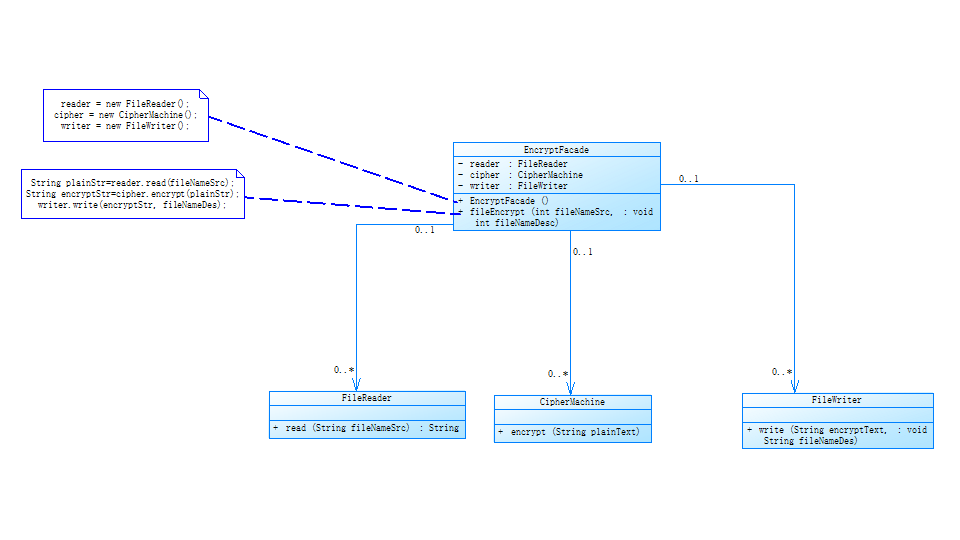 reader = new FileReader();
cipher = new CipherMachine();
writer = new FileWriter();
String plainStr=reader.read(fileNameSrc);
String encryptStr=cipher.encrypt(plainStr);
writer.write(encryptStr, fileNameDes);
EncryptFacade
- reader : FileReader
- cipher : CipherMachine
- writer : FileWriter
+ EncryptFacade ()
+ fileEncrypt (int fileNameSrc, : void
int fileNameDesc)
0..1
0..1
0..1
0..*
0..*
0..*
FileReader
+ read (String fileNameSrc) : String
CipherMachine
+ encrypt (String plainText)
FileWriter
+ write (String encryptText, : void
String fileNameDes)